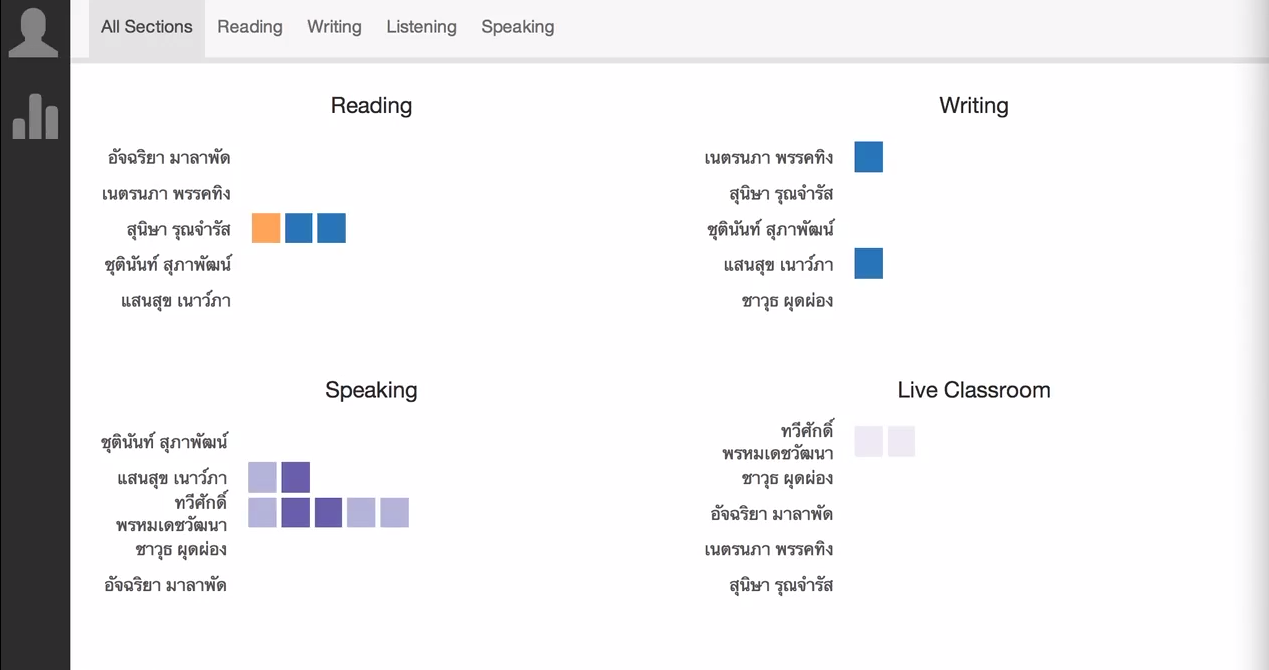 All Sections Reading Writing Listening Speaking
Reading
อัจฉริยา มาลาพัด
เนตรนภา พรรคทิง
สุนิษา รุณจำรัส
ชุตินันท์ สุภาพัฒน์
แสนสุข เนาว์ภา
Writing
เนตรนภา พรรคทิง
สุนิษา รุณจำรัส
ชุตินันท์ สุภาพัฒน์
แสนสุข เนาว์ภา
ชาวุธ ผุดผ่อง
Speaking
ชุตินันท์ สุภาพัฒน์
แสนสุข เนาว์ภา
ทวีศักดิ์
พรหมเดชวัฒนา
ชาวุธ ผุดผ่อง
อัจฉริยา มาลาพัด
Live Classroom
ทวีศักดิ์
พรหมเดชวัฒนา
ชาวุธ ผุดผ่อง
อัจฉริยา มาลาพัด
เนตรนภา พรรคทิง
สุนิษา รุณจำรัส